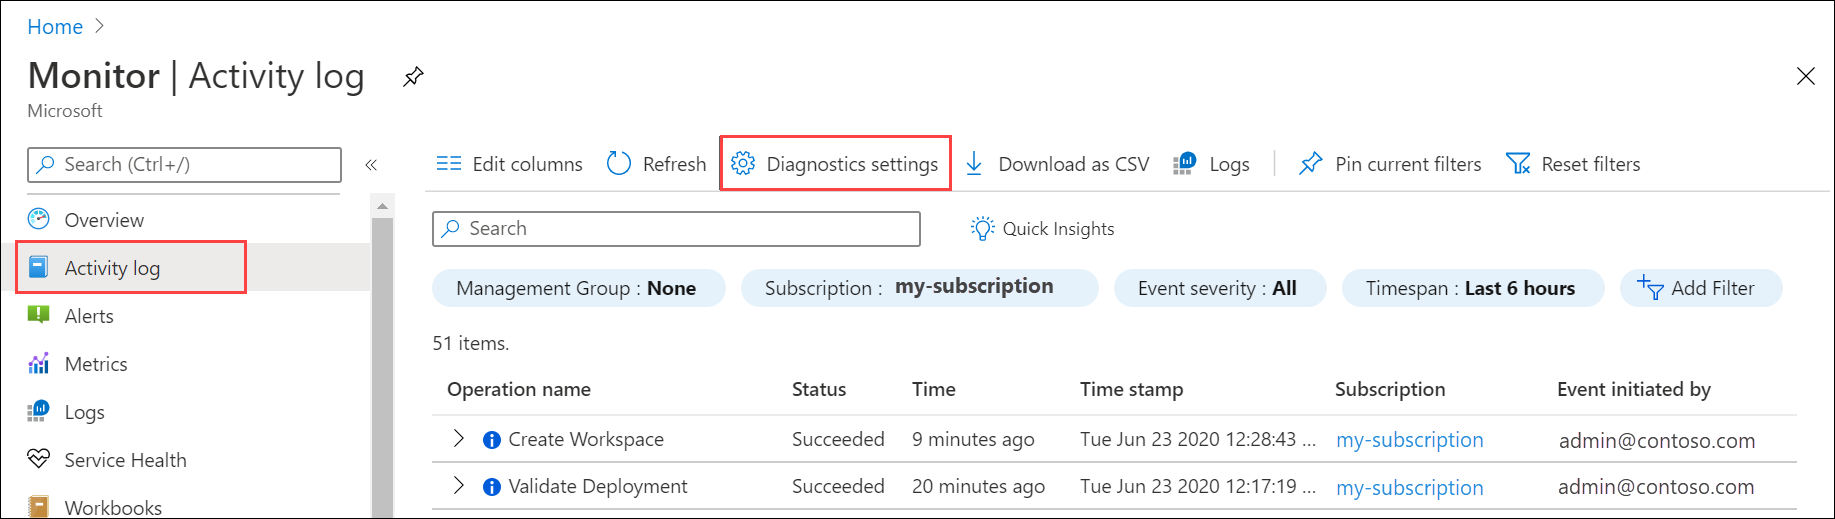 Home
Monitor | Activity log
Microsoft
Search (Ctrl+/)
Overview
Activity log
Alerts
Metrics
Logs
Service Health
Workbooks
Edit columns Refresh Diagnostics settings Download as CSV Logs Pin current filters Reset filters
Search Quick Insights
Management Group : None Subscription : my-subscription Event severity : All Timespan : Last 6 hours Add Filter
51 items.
Operation name Status Time Time stamp Subscription Event initiated by
Create Workspace Succeeded 9 minutes ago Tue Jun 23 2020 12:28:43 ... my-subscription admin@contoso.com
Validate Deployment Succeeded 20 minutes ago Tue Jun 23 2020 12:17:19 ... my-subscription admin@contoso.com